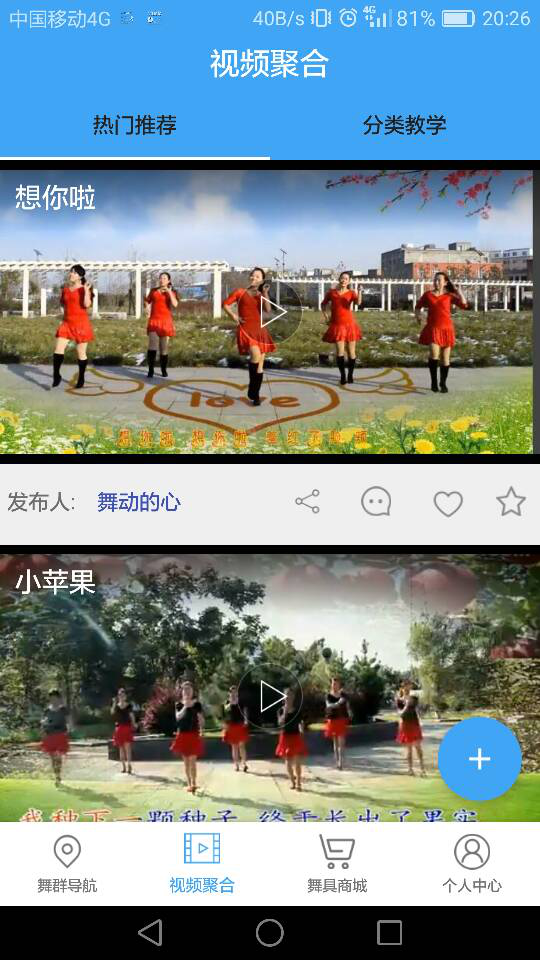 中国移动4G
40B/s
4G
81%
20:26
视频聚合
热门推荐
分类教学
想你啦
love
发布人: 舞动的心
小苹果
我种下一颗种子 终于长出了果实
+
舞群导航
视频聚合
舞具商城
个人中心